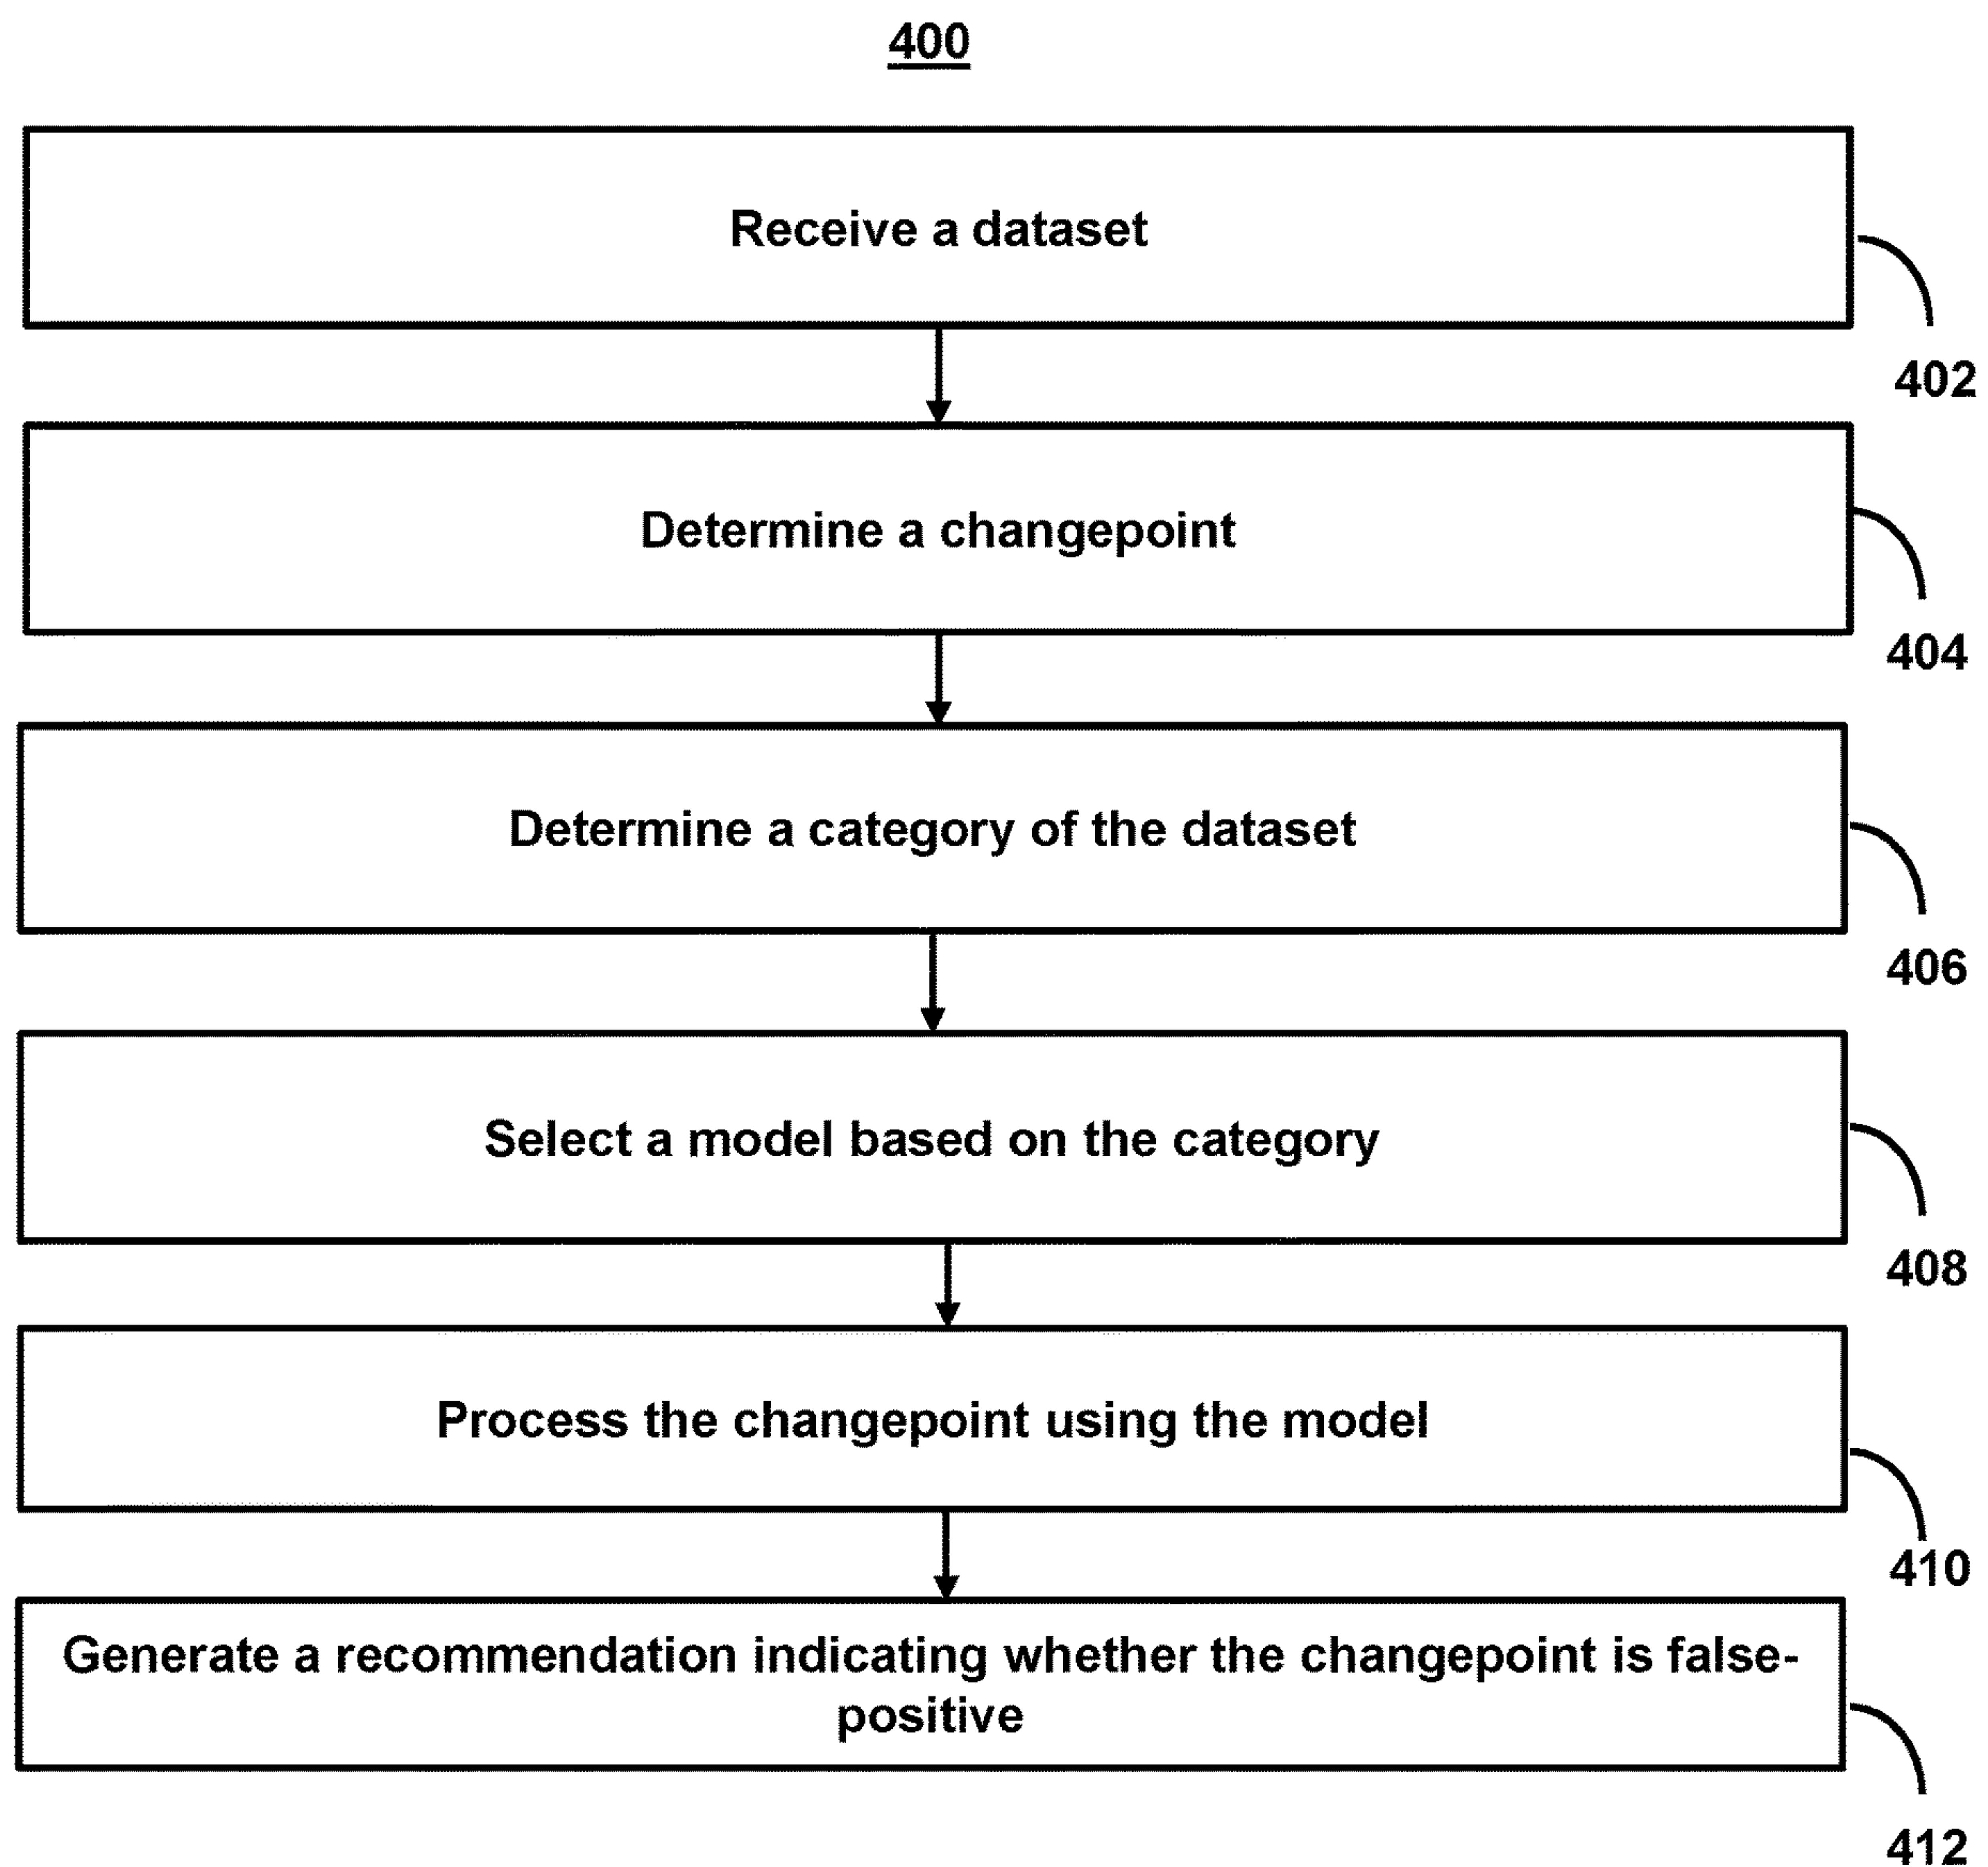 400
Receive a dataset
402
Determine a changepoint
404
Determine a category of the dataset
406
Select a model based on the category
408
Process the changepoint using the model
410
Generate a recommendation indicating whether the changepoint is false-
positive
412